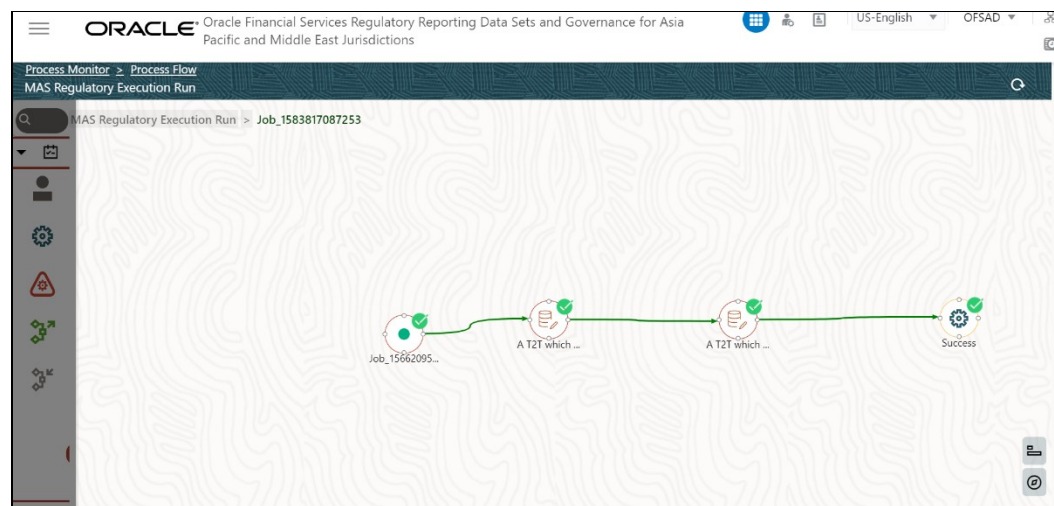 ORACLE® Oracle Financial Services Regulatory Reporting Data Sets and Governance for Asia
Pacific and Middle East Jurisdictions
US-English
OFSAD
Process Monitor > Process Flow
MAS Regulatory Execution Run
MAS Regulatory Execution Run > Job_1583817087253
Job_15662095...
A T2T which ...
A T2T which ...
Success